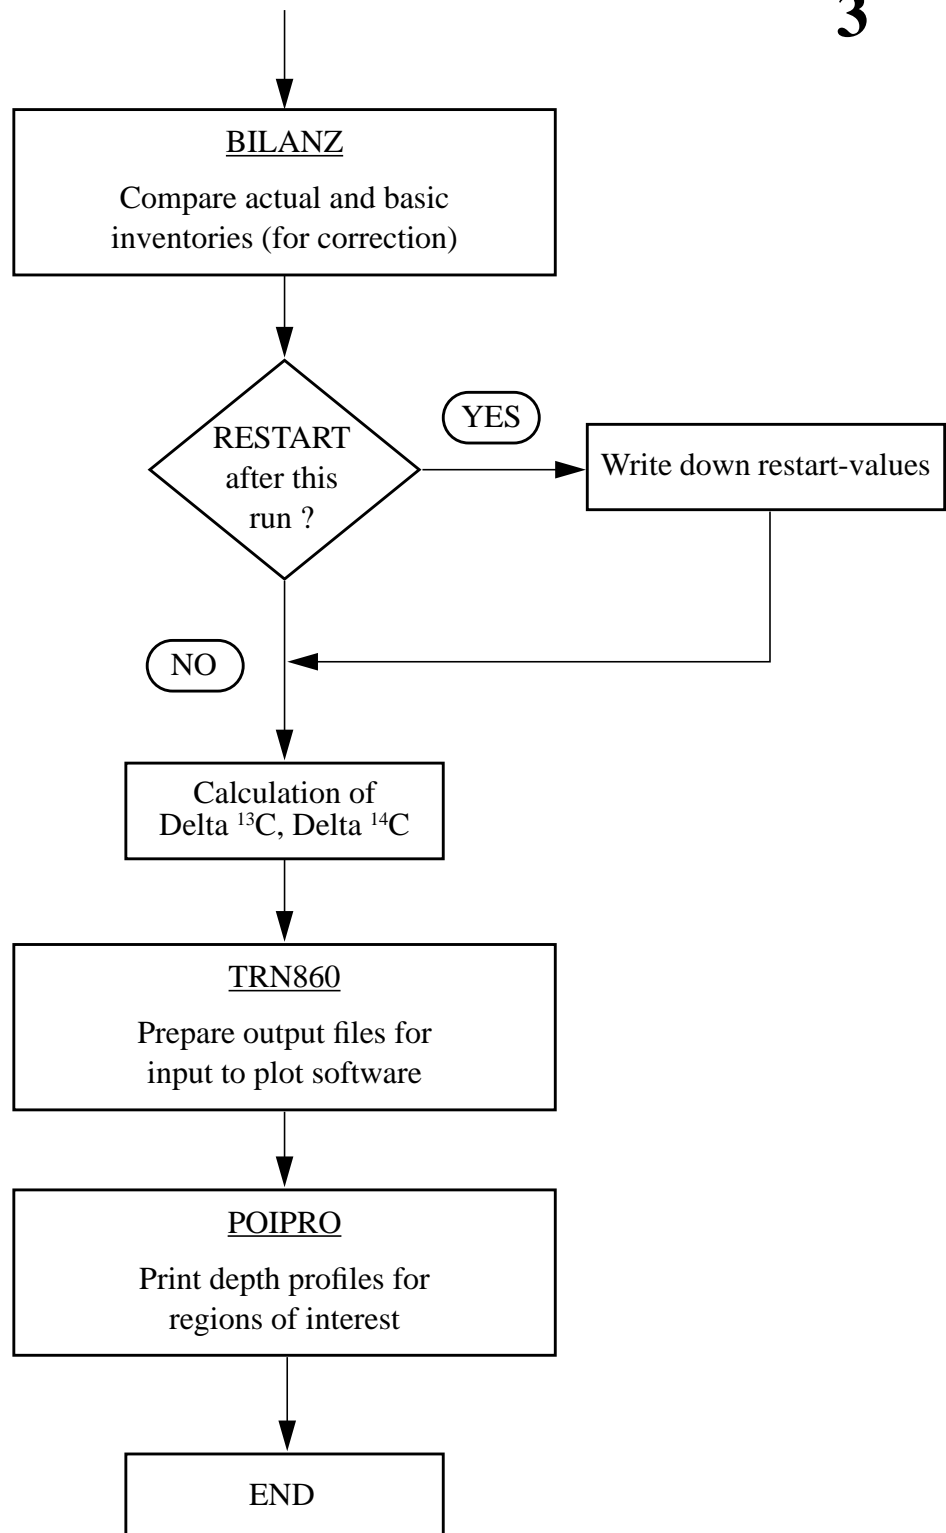 3
BILANZ
Compare actual and basic
inventories (for correction)
RESTART
after this
run ?
YES
Write down restart-values
NO
Calculation of
Delta ¹³C, Delta ¹⁴C
TRN860
Prepare output files for
input to plot software
POIPRO
Print depth profiles for
regions of interest
END